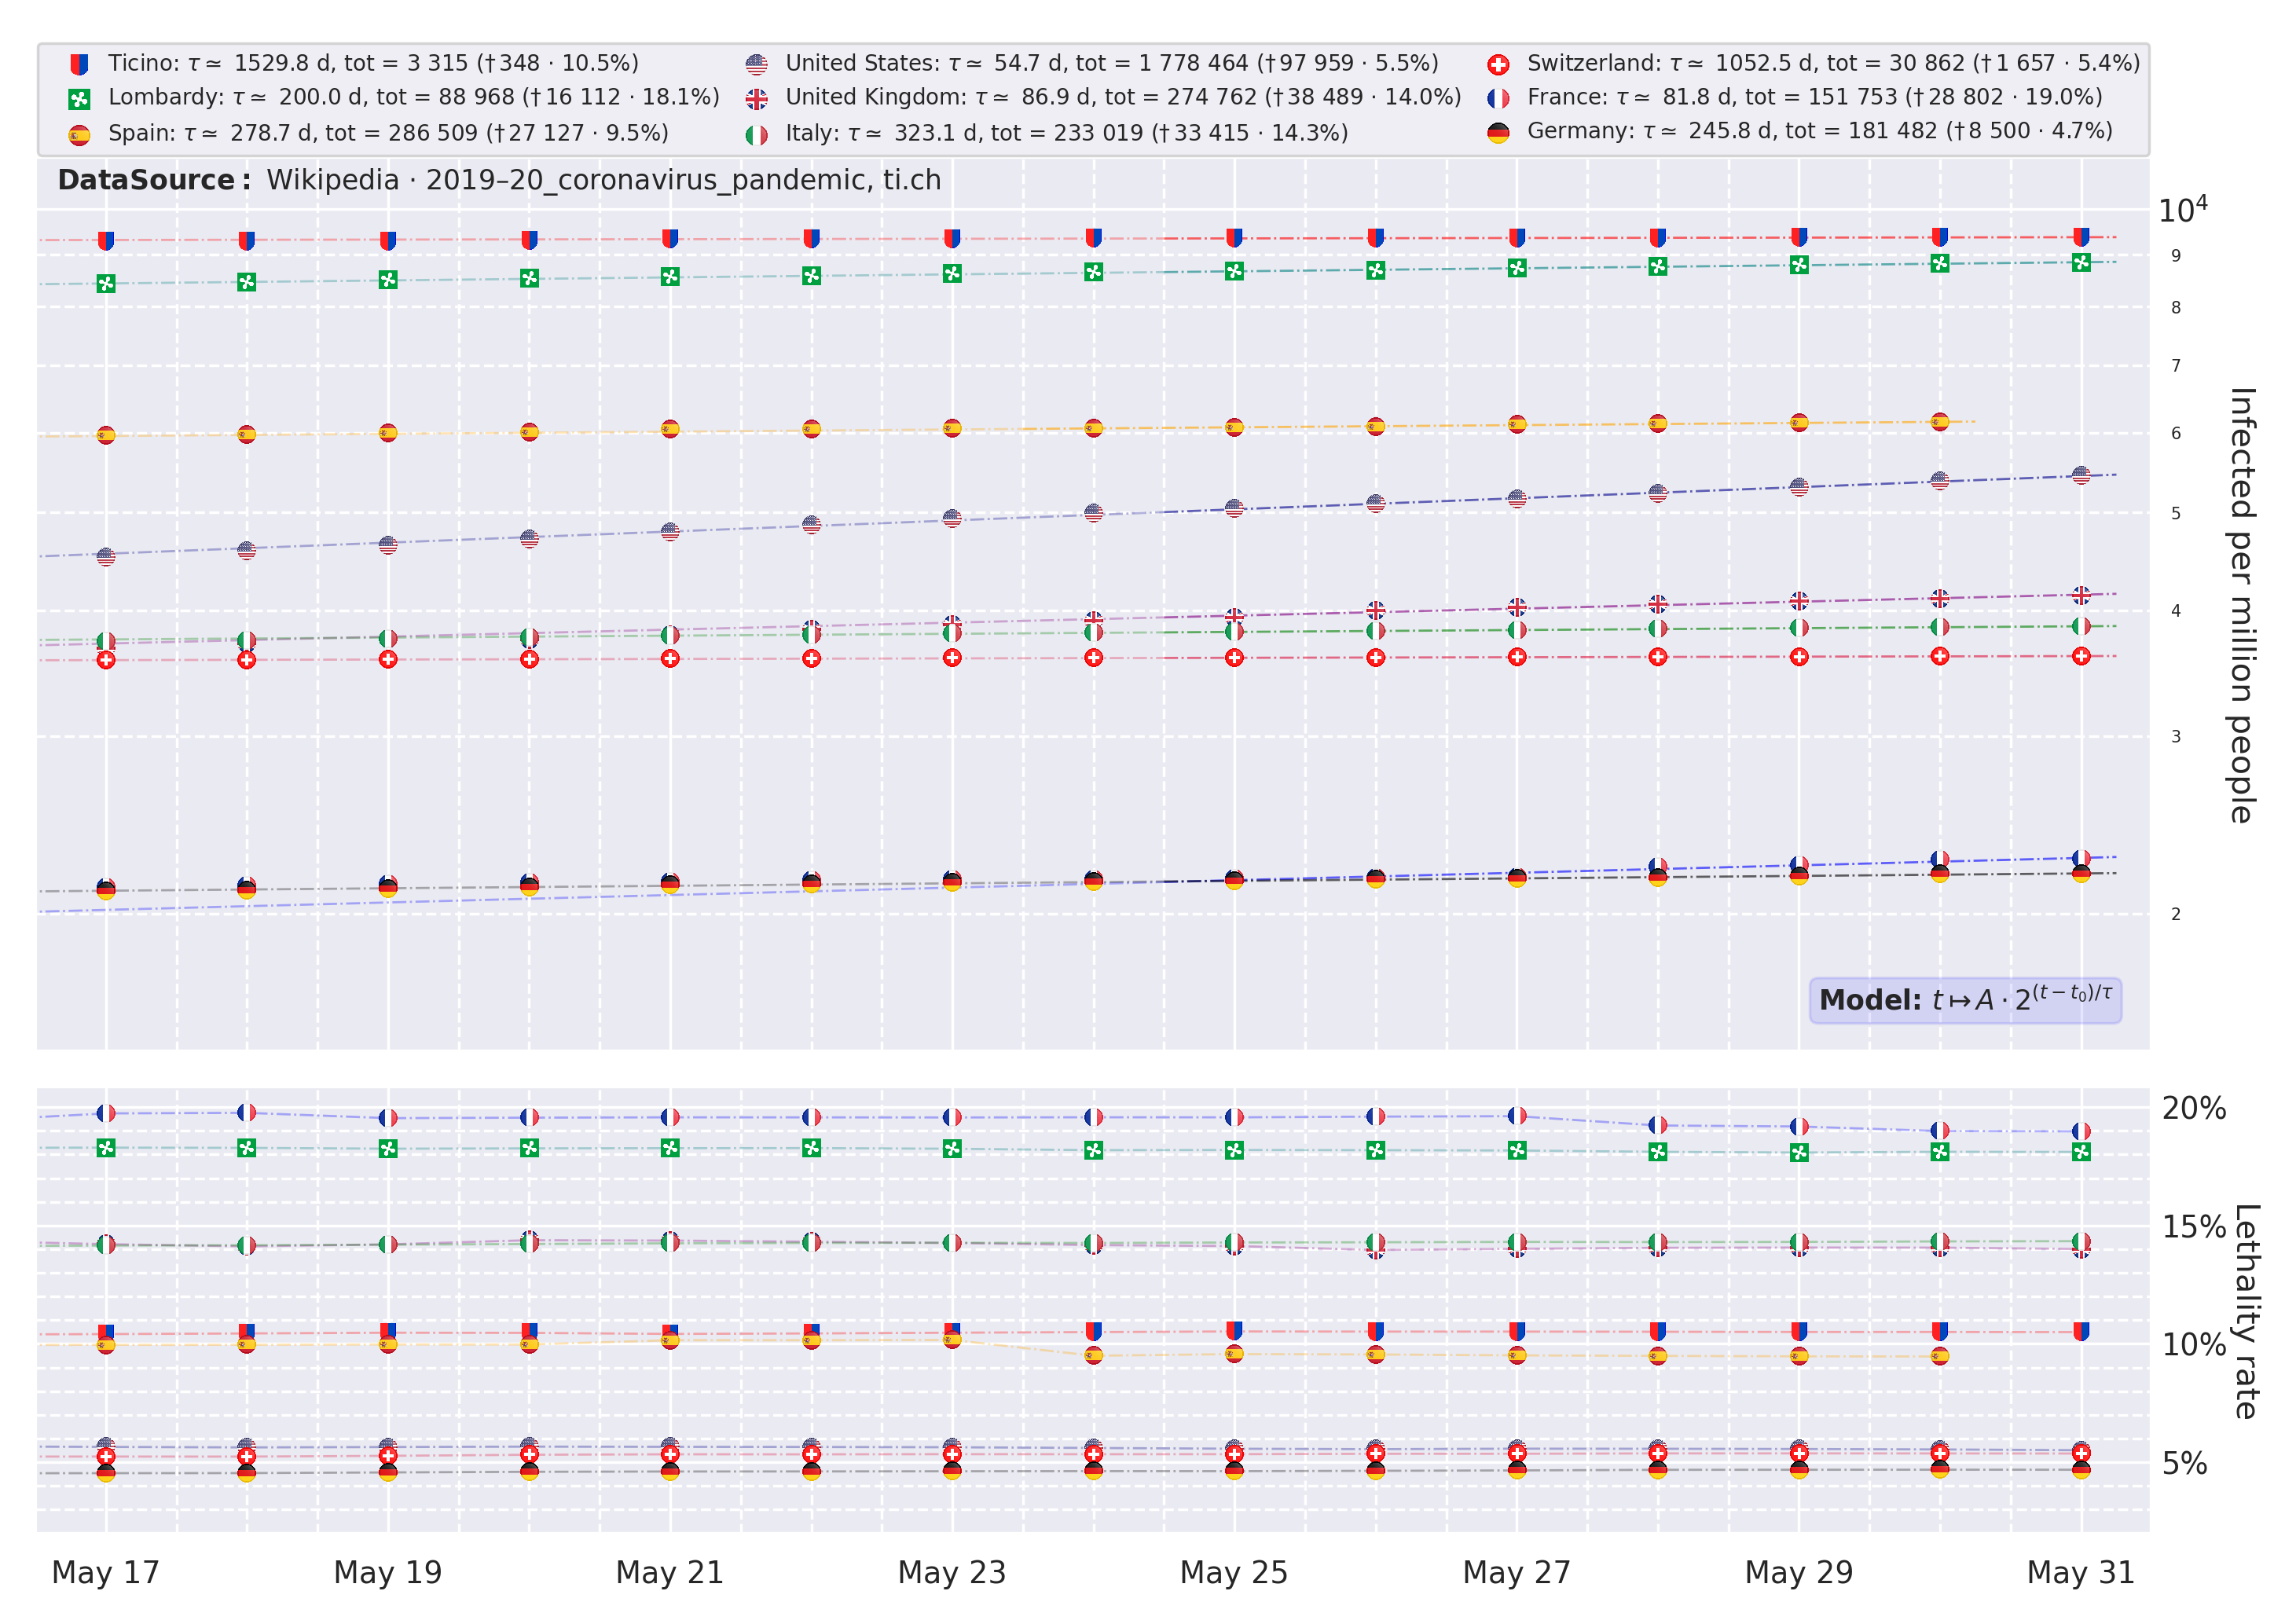 Ticino: τ ≃ 1529.8 d, tot = 3 315 (†348 · 10.5%)
United States: τ ≃ 54.7 d, tot = 1 778 464 (†97 959 · 5.5%)
Switzerland: τ ≃ 1052.5 d, tot = 30 862 (†1 657 · 5.4%)
Lombardy: τ ≃ 200.0 d, tot = 88 968 (†16 112 · 18.1%)
United Kingdom: τ ≃ 86.9 d, tot = 274 762 (†38 489 · 14.0%)
France: τ ≃ 81.8 d, tot = 151 753 (†28 802 · 19.0%)
Spain: τ ≃ 278.7 d, tot = 286 509 (†27 127 · 9.5%)
Italy: τ ≃ 323.1 d, tot = 233 019 (†33 415 · 14.3%)
Germany: τ ≃ 245.8 d, tot = 181 482 (†8 500 · 4.7%)
DataSource: Wikipedia · 2019–20_coronavirus_pandemic, ti.ch
10⁴
9
8
7
6
5
4
3
2
Infected per million people
Model: t ↦ A · 2^(t − t₀)/τ
20%
15%
10%
5%
Lethality rate
May 17
May 19
May 21
May 23
May 25
May 27
May 29
May 31